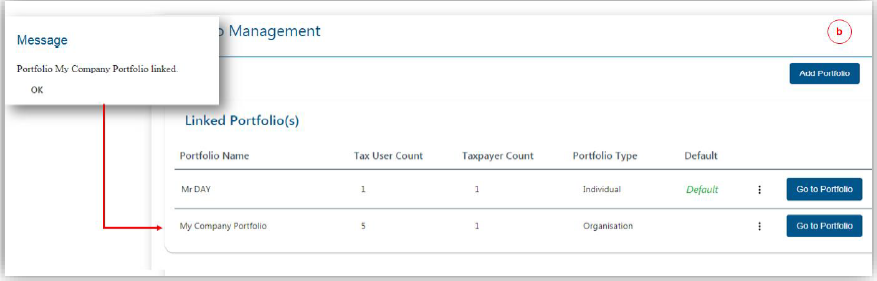 Message
Portfolio My Company Portfolio linked.
OK
o Management
b
Add Portfolio
Linked Portfolio(s)
Portfolio Name Tax User Count Taxpayer Count Portfolio Type Default
Mr DAY 1 1 Individual Default Go to Portfolio
My Company Portfolio 5 1 Organisation Go to Portfolio